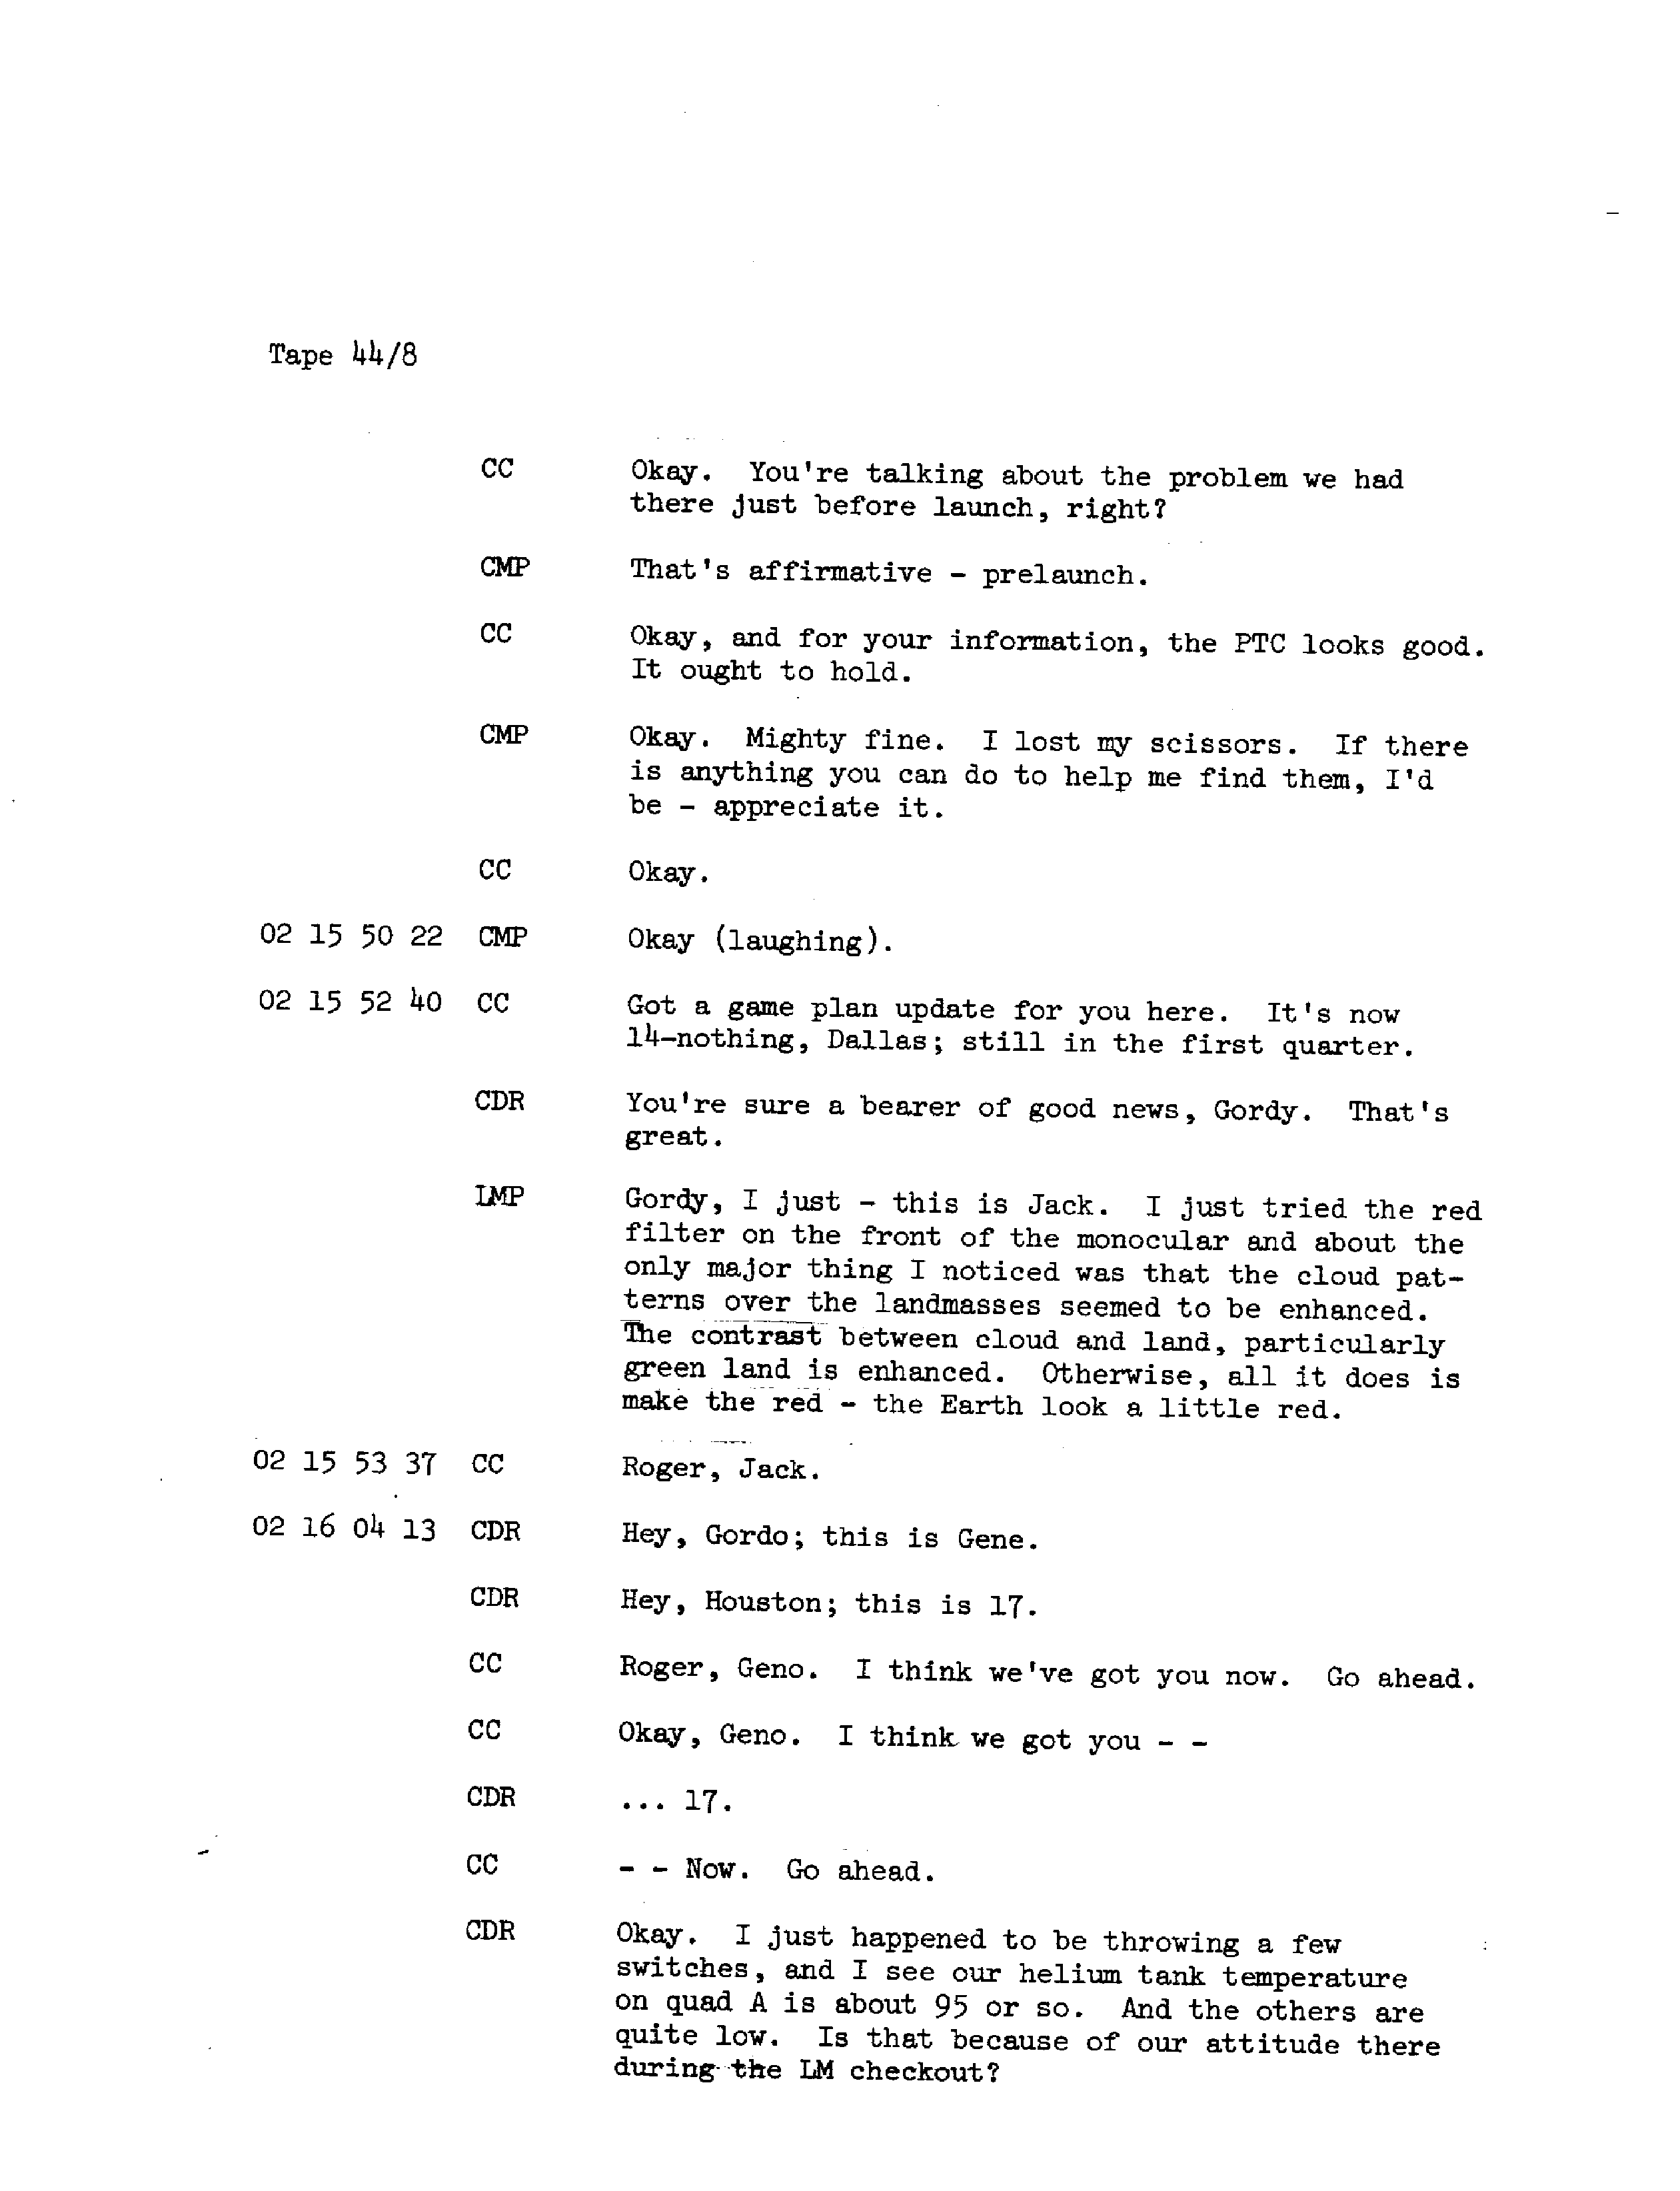 Tape 44/8
CC Okay. You're talking about the problem we had
there just before launch, right?
CMP That's affirmative - prelaunch.
CC Okay, and for your information, the PTC looks good.
It ought to hold.
CMP Okay. Mighty fine. I lost my scissors. If there
is anything you can do to help me find them, I'd
be - appreciate it.
CC Okay.
02 15 50 22 CMP Okay (laughing).
02 15 52 40 CC Got a game plan update for you here. It's now
14-nothing, Dallas; still in the first quarter.
CDR You're sure a bearer of good news, Gordy. That's
great.
LMP Gordy, I just - this is Jack. I just tried the red
filter on the front of the monocular and about the
only major thing I noticed was that the cloud pat-
terns over the landmasses seemed to be enhanced.
The contrast between cloud and land, particularly
green land is enhanced. Otherwise, all it does is
make the red - the Earth look a little red.
02 15 53 37 CC Roger, Jack.
02 16 04 13 CDR Hey, Gordo; this is Gene.
CDR Hey, Houston; this is 17.
CC Roger, Geno. I think we've got you now. Go ahead.
CC Okay, Geno. I think we got you - -
CDR ... 17.
CC - - Now. Go ahead.
CDR Okay. I just happened to be throwing a few
switches, and I see our helium tank temperature
on quad A is about 95 or so. And the others are
quite low. Is that because of our attitude there
during the LM checkout?